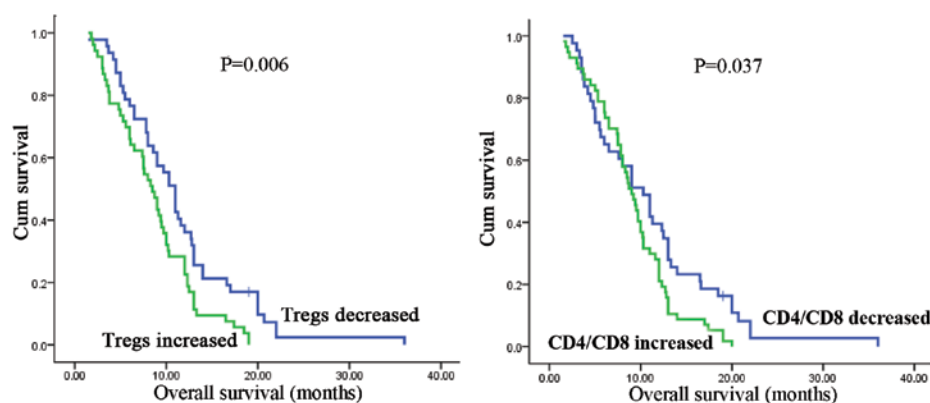 P=0.006
Cum survival
1.0
0.8
0.6
0.4
0.2
0.0
Tregs decreased
Tregs increased
0.00 10.00 20.00 30.00 40.00
Overall survival (months)
P=0.037
Cum survival
1.0
0.8
0.6
0.4
0.2
0.0
CD4/CD8 decreased
CD4/CD8 increased
0.00 10.00 20.00 30.00 40.00
Overall survival (months)